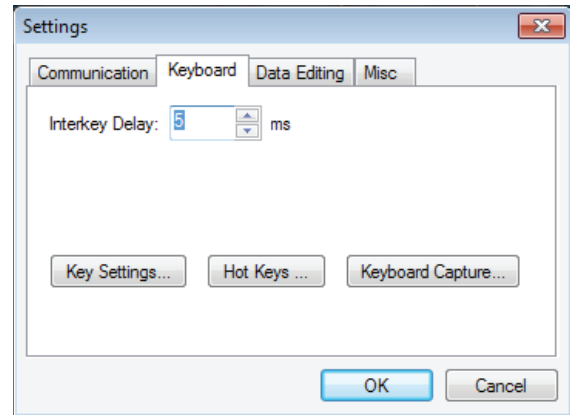 Settings
Communication Keyboard Data Editing Misc
Interkey Delay: 5 ms
Key Settings... Hot Keys ... Keyboard Capture...
OK Cancel